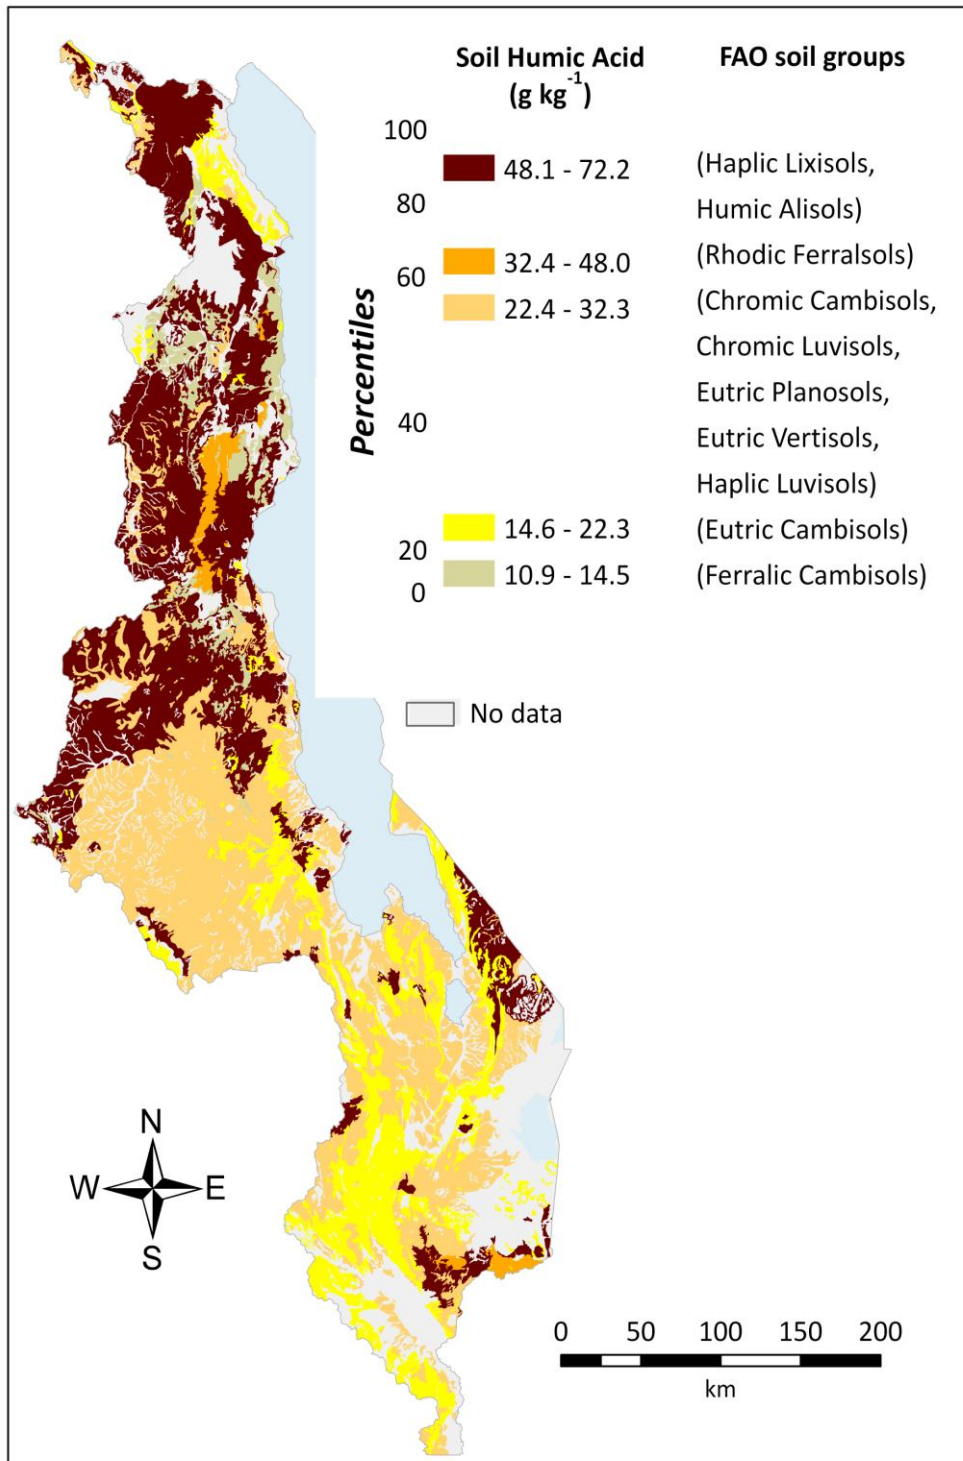 Soil Humic Acid FAO soil groups
(g kg-1)
Percentiles
100
48.1 - 72.2 (Haplic Lixisols,
80 Humic Alisols)
32.4 - 48.0 (Rhodic Ferralsols)
60
22.4 - 32.3 (Chromic Cambisols,
Chromic Luvisols,
Eutric Planosols,
40 Eutric Vertisols,
Haplic Luvisols)
14.6 - 22.3 (Eutric Cambisols)
20
10.9 - 14.5 (Ferralic Cambisols)
0
No data
N
W E
S
0 50 100 150 200
km